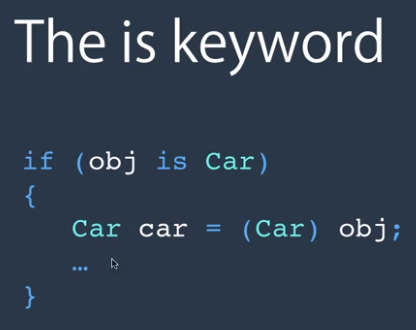 The is keyword
if (obj is Car)
{
Car car = (Car) obj;
…
}